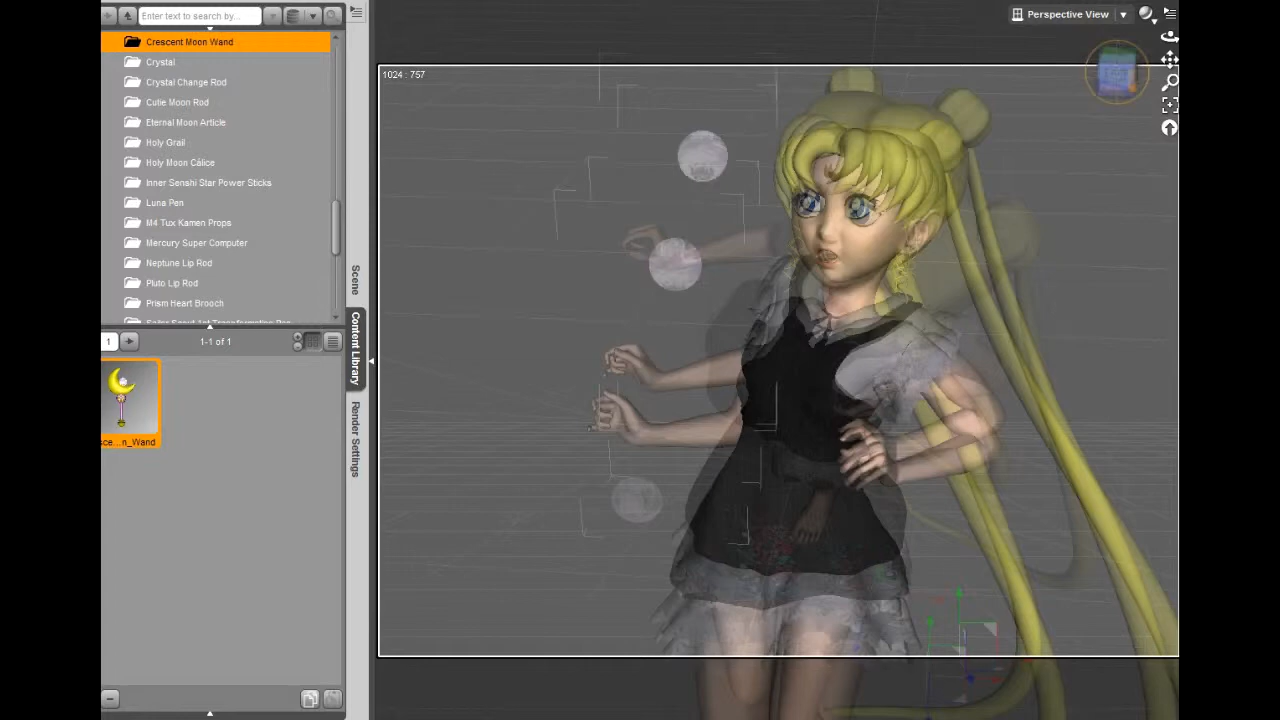 Enter text to search by...
Perspective View
Crescent Moon Wand
Crystal
Crystal Change Rod
Cutie Moon Rod
Eternal Moon Article
Holy Grail
Holy Moon Cálice
Inner Senshi Star Power Sticks
Luna Pen
M4 Tux Kamen Props
Mercury Super Computer
Neptune Lip Rod
Pluto Lip Rod
Prism Heart Brooch
1024 : 757
Scene
Content Library
Render Settings
1
1-1 of 1
sce...n_Wand